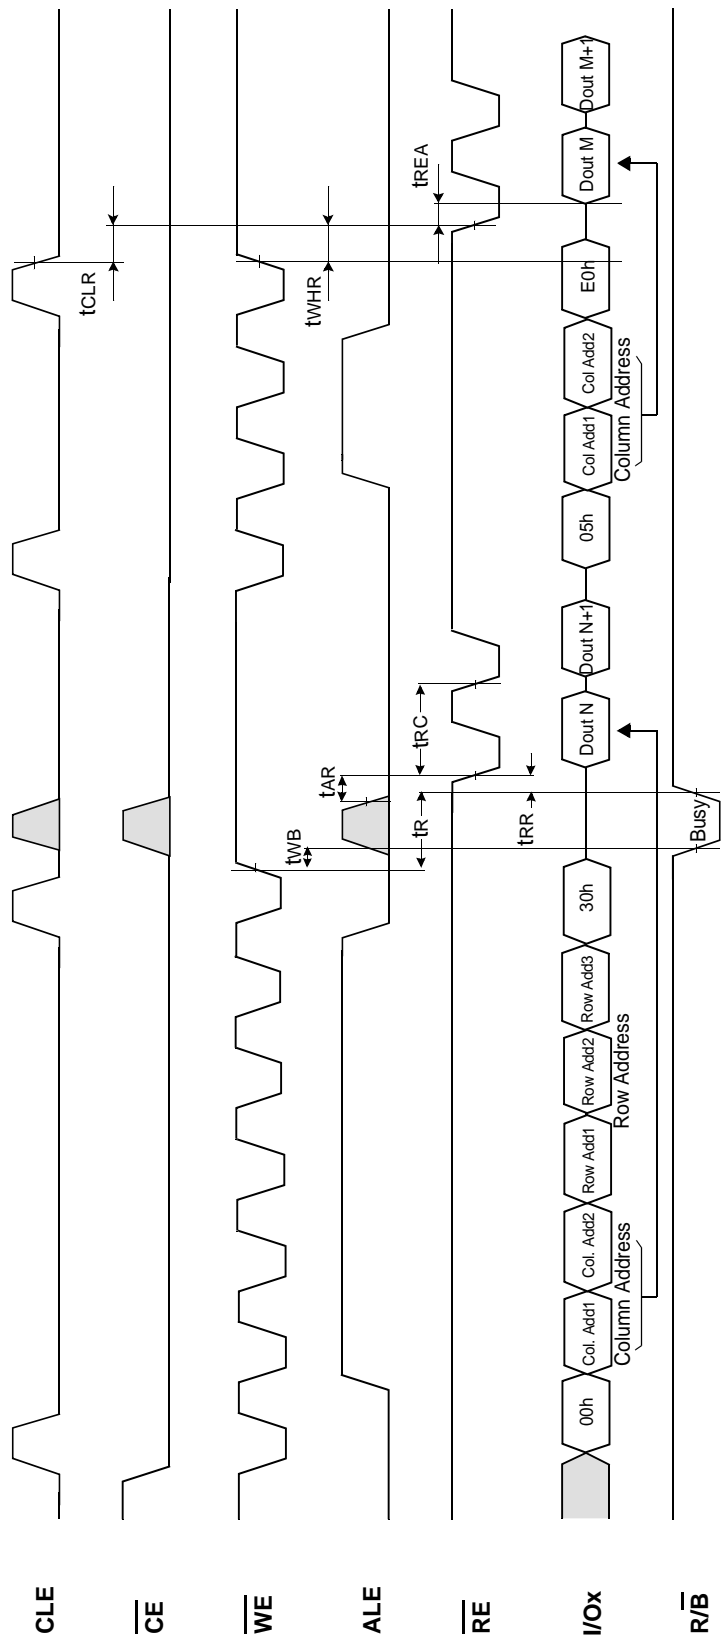 CLE
tCLR
CE
WE
tWB
tWHR
ALE
tAR
RE
tR
tRC
tRR
tREA
I/Ox
00h
Col. Add1
Col. Add2
Row Add1
Row Add2
Row Add3
30h
Dout N
Dout N+1
05h
Col Add1
Col Add2
E0h
Dout M
Dout M+1
Column Address
Row Address
Column Address
R/B
Busy